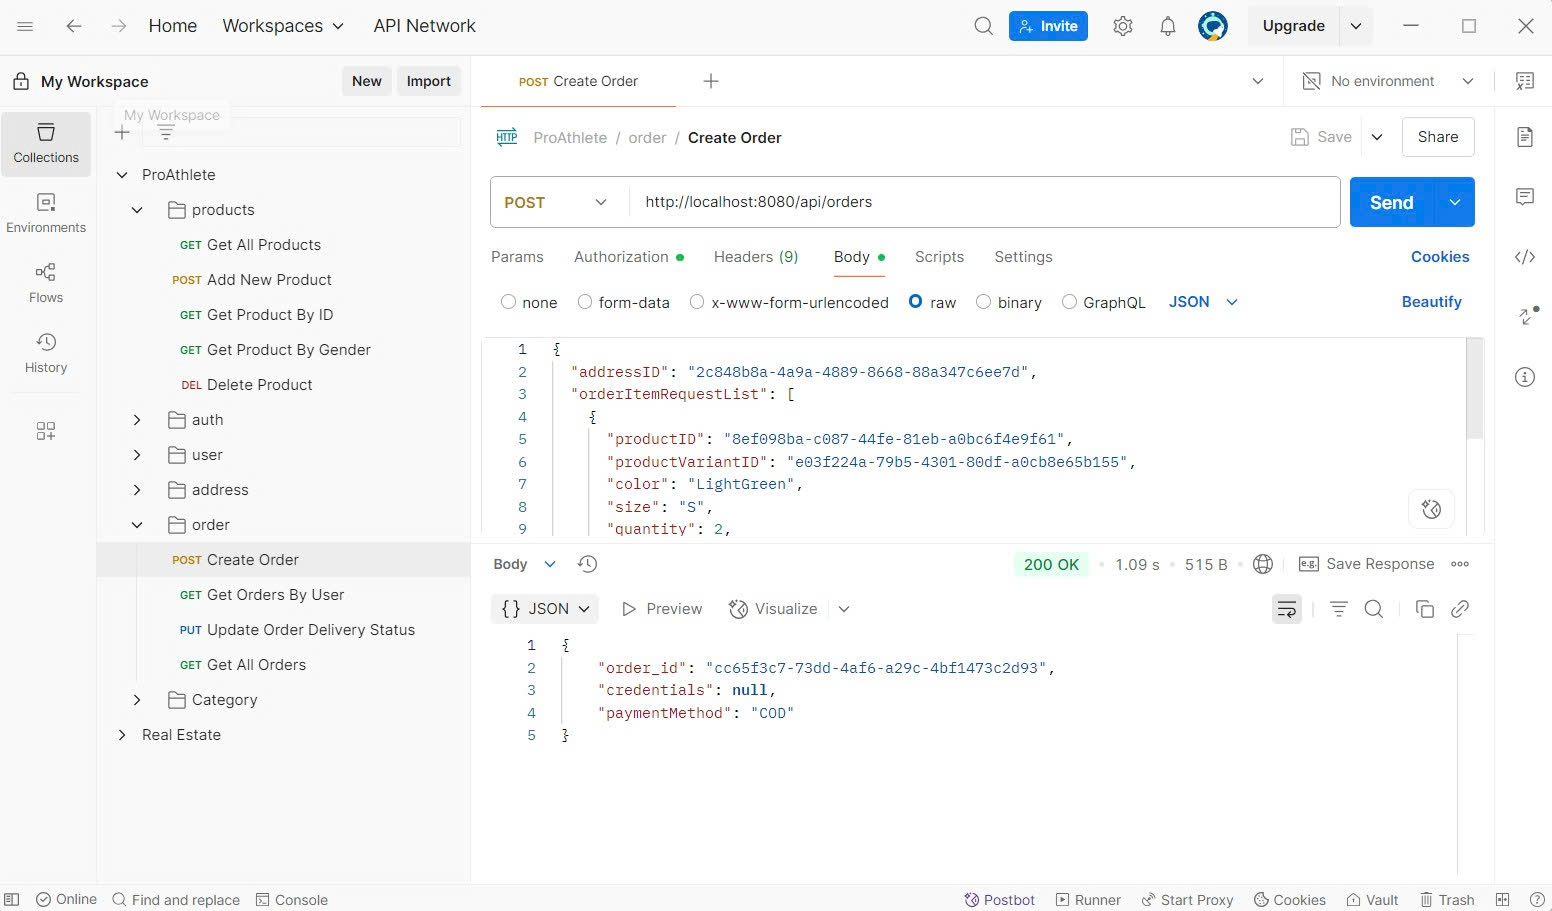 Home Workspaces API Network Invite Upgrade
My Workspace New Import POST Create Order No environment
My Workspace
Collections
Environments
Flows
History
ProAthlete
products
GET Get All Products
POST Add New Product
GET Get Product By ID
GET Get Product By Gender
DEL Delete Product
auth
user
address
order
POST Create Order
GET Get Orders By User
PUT Update Order Delivery Status
GET Get All Orders
Category
Real Estate
HTTP ProAthlete / order / Create Order Save Share
POST http://localhost:8080/api/orders Send
Params Authorization Headers (9) Body Scripts Settings Cookies
none form-data x-www-form-urlencoded raw binary GraphQL JSON Beautify
1 {
2 "addressID": "2c848b8a-4a9a-4889-8668-88a347c6ee7d",
3 "orderItemRequestList": [
4 {
5 "productID": "8ef098ba-c087-44fe-81eb-a0bc6f4e9f61",
6 "productVariantID": "e03f224a-79b5-4301-80df-a0cb8e65b155",
7 "color": "LightGreen",
8 "size": "S",
9 "quantity": 2,
Body 200 OK 1.09 s 515 B e.g. Save Response
{} JSON Preview Visualize
1 {
2 "order_id": "cc65f3c7-73dd-4af6-a29c-4bf1473c2d93",
3 "credentials": null,
4 "paymentMethod": "COD"
5 }
Online Find and replace Console Postbot Runner Start Proxy Cookies Vault Trash